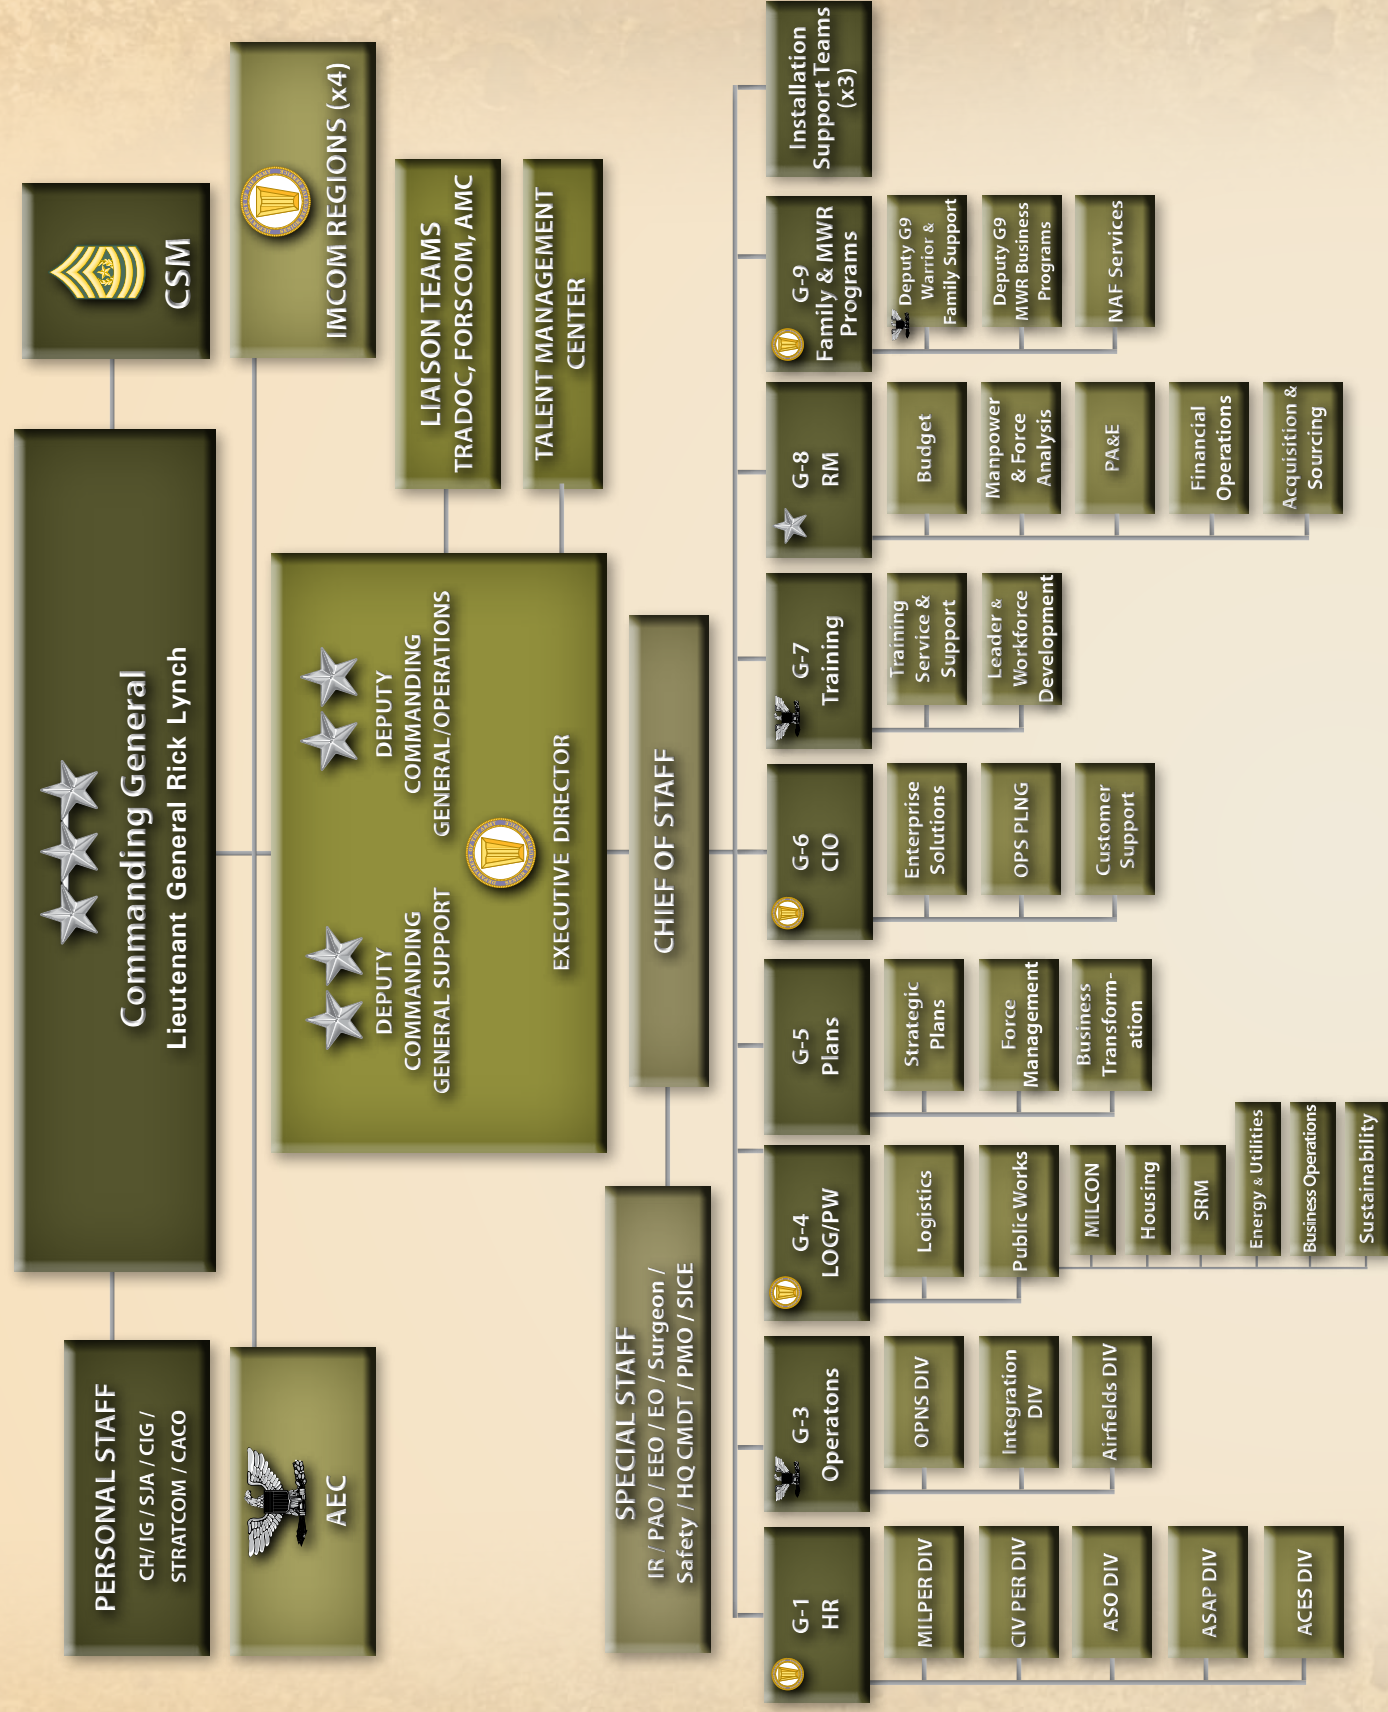 Commanding General
Lieutenant General Rick Lynch
PERSONAL STAFF
CH/ IG / SJA / CIG /
STRATCOM / CACO
CSM
AEC
IMCOM REGIONS (x4)
DEPUTY
COMMANDING
GENERAL SUPPORT
DEPUTY
COMMANDING
GENERAL/OPERATIONS
EXECUTIVE DIRECTOR
LIAISON TEAMS
TRADOC, FORSCOM, AMC
TALENT MANAGEMENT
CENTER
CHIEF OF STAFF
SPECIAL STAFF
IR / PAO / EEO / EO / Surgeon /
Safety / HQ CMDT / PMO / SICE
G-1
HR
MILPER DIV
CIV PER DIV
ASO DIV
ASAP DIV
ACES DIV
G-3
Operatons
OPNS DIV
Integration
DIV
Airfields DIV
G-4
LOG/PW
Logistics
Public Works
MILCON
Housing
SRM
Energy & Utilities
Business Operations
Sustainability
G-5
Plans
Strategic
Plans
Force
Management
Business
Transform-
ation
G-6
CIO
Enterprise
Solutions
OPS PLNG
Customer
Support
G-7
Training
Training
Service &
Support
Leader &
Workforce
Development
G-8
RM
Budget
Manpower
& Force
Analysis
PA&E
Financial
Operations
Acquisition &
Sourcing
G-9
Family & MWR
Programs
Deputy G9
Warrior &
Family Support
Deputy G9
MWR Business
Programs
NAF Services
Installation
Support Teams
(x3)